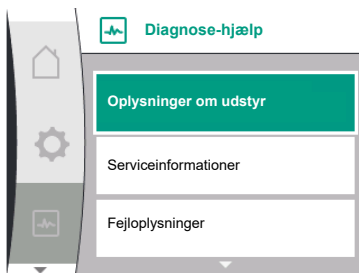 Diagnose-hjælp
Oplysninger om udstyr
Serviceinformationer
Fejloplysninger